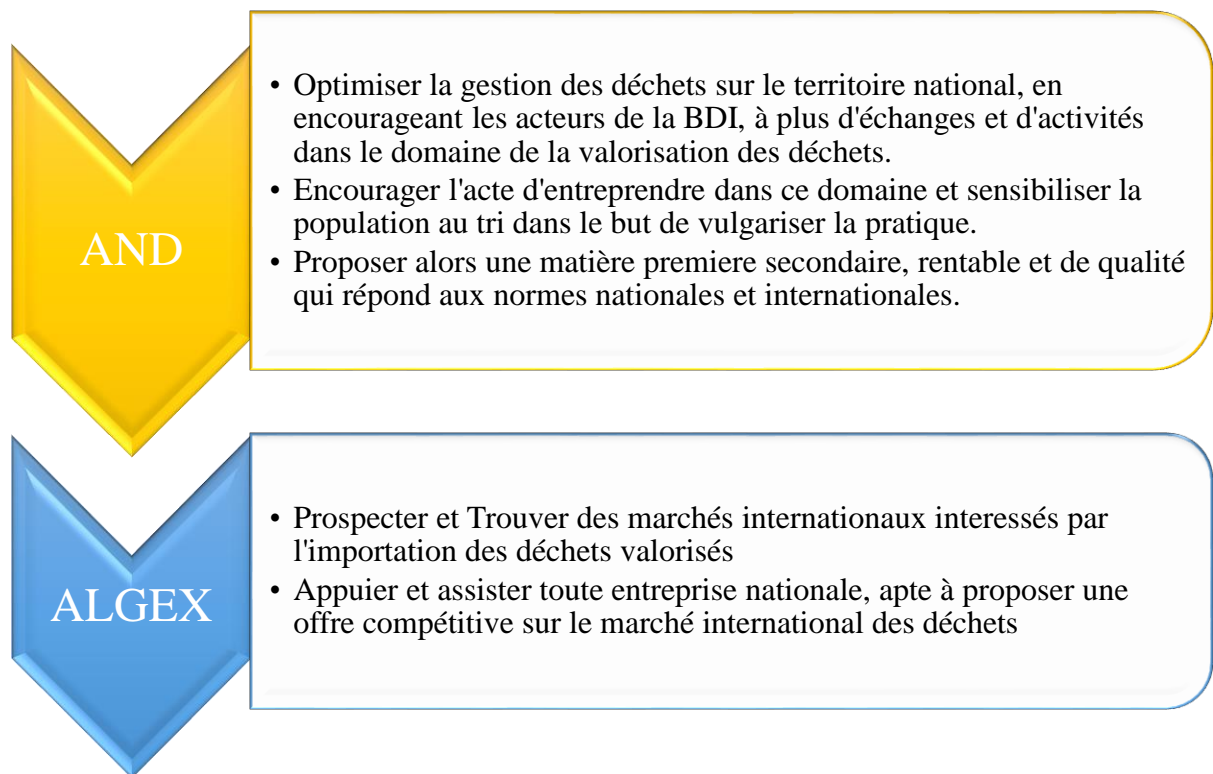 AND
• Optimiser la gestion des déchets sur le territoire national, en
encourageant les acteurs de la BDI, à plus d'échanges et d'activités
dans le domaine de la valorisation des déchets.
• Encourager l'acte d'entreprendre dans ce domaine et sensibiliser la
population au tri dans le but de vulgariser la pratique.
• Proposer alors une matière premiere secondaire, rentable et de qualité
qui répond aux normes nationales et internationales.
ALGEX
• Prospecter et Trouver des marchés internationaux interessés par
l'importation des déchets valorisés
• Appuier et assister toute entreprise nationale, apte à proposer une
offre compétitive sur le marché international des déchets